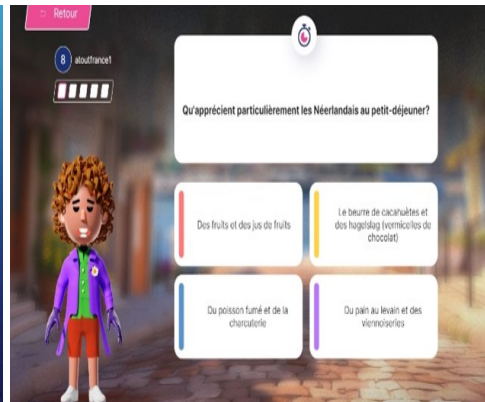 Retour
8 atoutfrance1
Qu'apprécient particulièrement les Néerlandais au petit-déjeuner?
Des fruits et des jus de fruits
Le beurre de cacahuètes et
des hagelslag (vermicelles de
chocolat)
Du poisson fumé et de la
charcuterie
Du pain au levain et des
viennoiseries